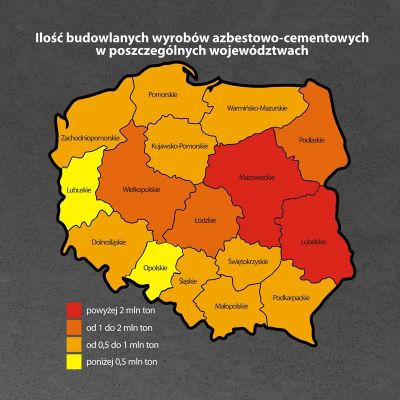 Ilość budowlanych wyrobów azbestowo-cementowych
w poszczególnych województwach
Pomorskie
Warmińsko-Mazurskie
Zachodniopomorskie
Kujawsko-Pomorskie
Podlaskie
Lubuskie
Wielkopolskie
Mazowieckie
Łódzkie
Lubelskie
Dolnośląskie
Opolskie
Śląskie
Świętokrzyskie
Małopolskie
Podkarpackie
powyżej 2 mln ton
od 1 do 2 mln ton
od 0,5 do 1 mln ton
poniżej 0,5 mln ton